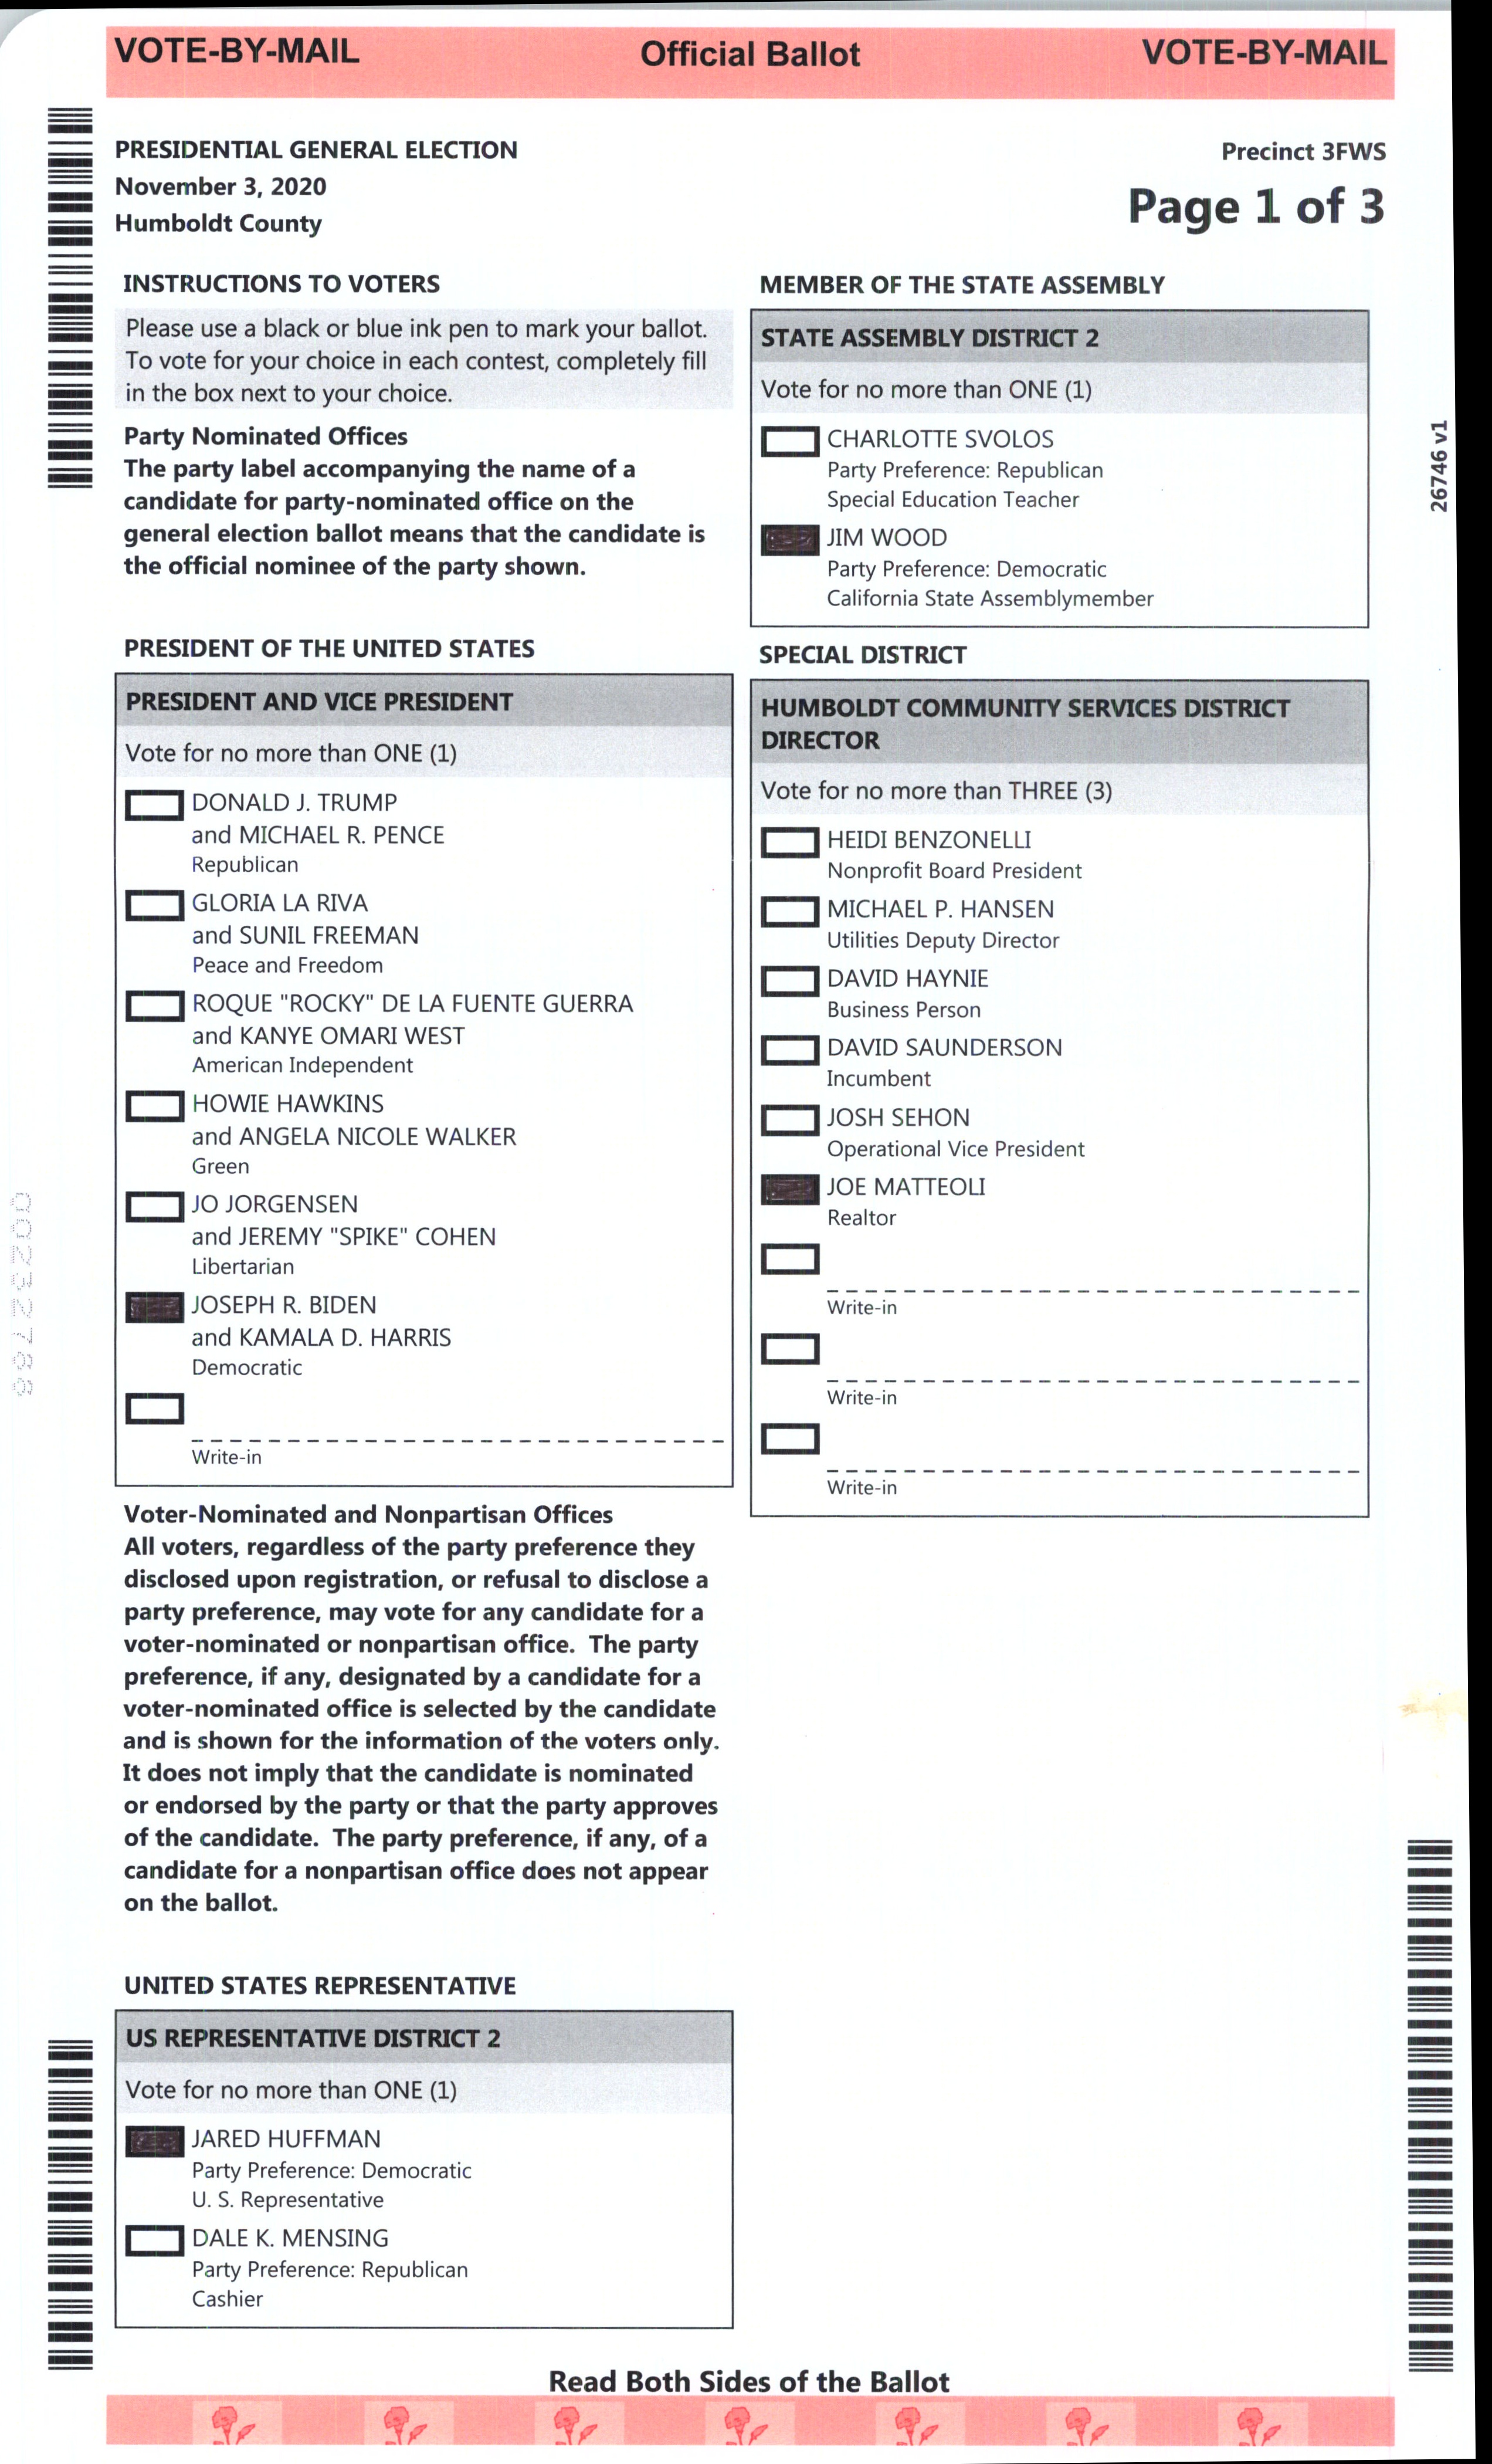 VOTE-BY-MAIL Official Ballot VOTE-BY-MAIL
PRESIDENTIAL GENERAL ELECTION
November 3, 2020
Humboldt County
Precinct 3FWS
Page 1 of 3
INSTRUCTIONS TO VOTERS
Please use a black or blue ink pen to mark your ballot.
To vote for your choice in each contest, completely fill
in the box next to your choice.
Party Nominated Offices
The party label accompanying the name of a
candidate for party-nominated office on the
general election ballot means that the candidate is
the official nominee of the party shown.
PRESIDENT OF THE UNITED STATES
PRESIDENT AND VICE PRESIDENT
Vote for no more than ONE (1)
DONALD J. TRUMP
and MICHAEL R. PENCE
Republican
GLORIA LA RIVA
and SUNIL FREEMAN
Peace and Freedom
ROQUE "ROCKY" DE LA FUENTE GUERRA
and KANYE OMARI WEST
American Independent
HOWIE HAWKINS
and ANGELA NICOLE WALKER
Green
JO JORGENSEN
and JEREMY "SPIKE" COHEN
Libertarian
JOSEPH R. BIDEN
and KAMALA D. HARRIS
Democratic
Write-in
Voter-Nominated and Nonpartisan Offices
All voters, regardless of the party preference they
disclosed upon registration, or refusal to disclose a
party preference, may vote for any candidate for a
voter-nominated or nonpartisan office. The party
preference, if any, designated by a candidate for a
voter-nominated office is selected by the candidate
and is shown for the information of the voters only.
It does not imply that the candidate is nominated
or endorsed by the party or that the party approves
of the candidate. The party preference, if any, of a
candidate for a nonpartisan office does not appear
on the ballot.
UNITED STATES REPRESENTATIVE
US REPRESENTATIVE DISTRICT 2
Vote for no more than ONE (1)
JARED HUFFMAN
Party Preference: Democratic
U. S. Representative
DALE K. MENSING
Party Preference: Republican
Cashier
MEMBER OF THE STATE ASSEMBLY
STATE ASSEMBLY DISTRICT 2
Vote for no more than ONE (1)
CHARLOTTE SVOLOS
Party Preference: Republican
Special Education Teacher
JIM WOOD
Party Preference: Democratic
California State Assemblymember
SPECIAL DISTRICT
HUMBOLDT COMMUNITY SERVICES DISTRICT
DIRECTOR
Vote for no more than THREE (3)
HEIDI BENZONELLI
Nonprofit Board President
MICHAEL P. HANSEN
Utilities Deputy Director
DAVID HAYNIE
Business Person
DAVID SAUNDERSON
Incumbent
JOSH SEHON
Operational Vice President
JOE MATTEOLI
Realtor
Write-in
Write-in
Write-in
26746 v1
00232788
Read Both Sides of the Ballot